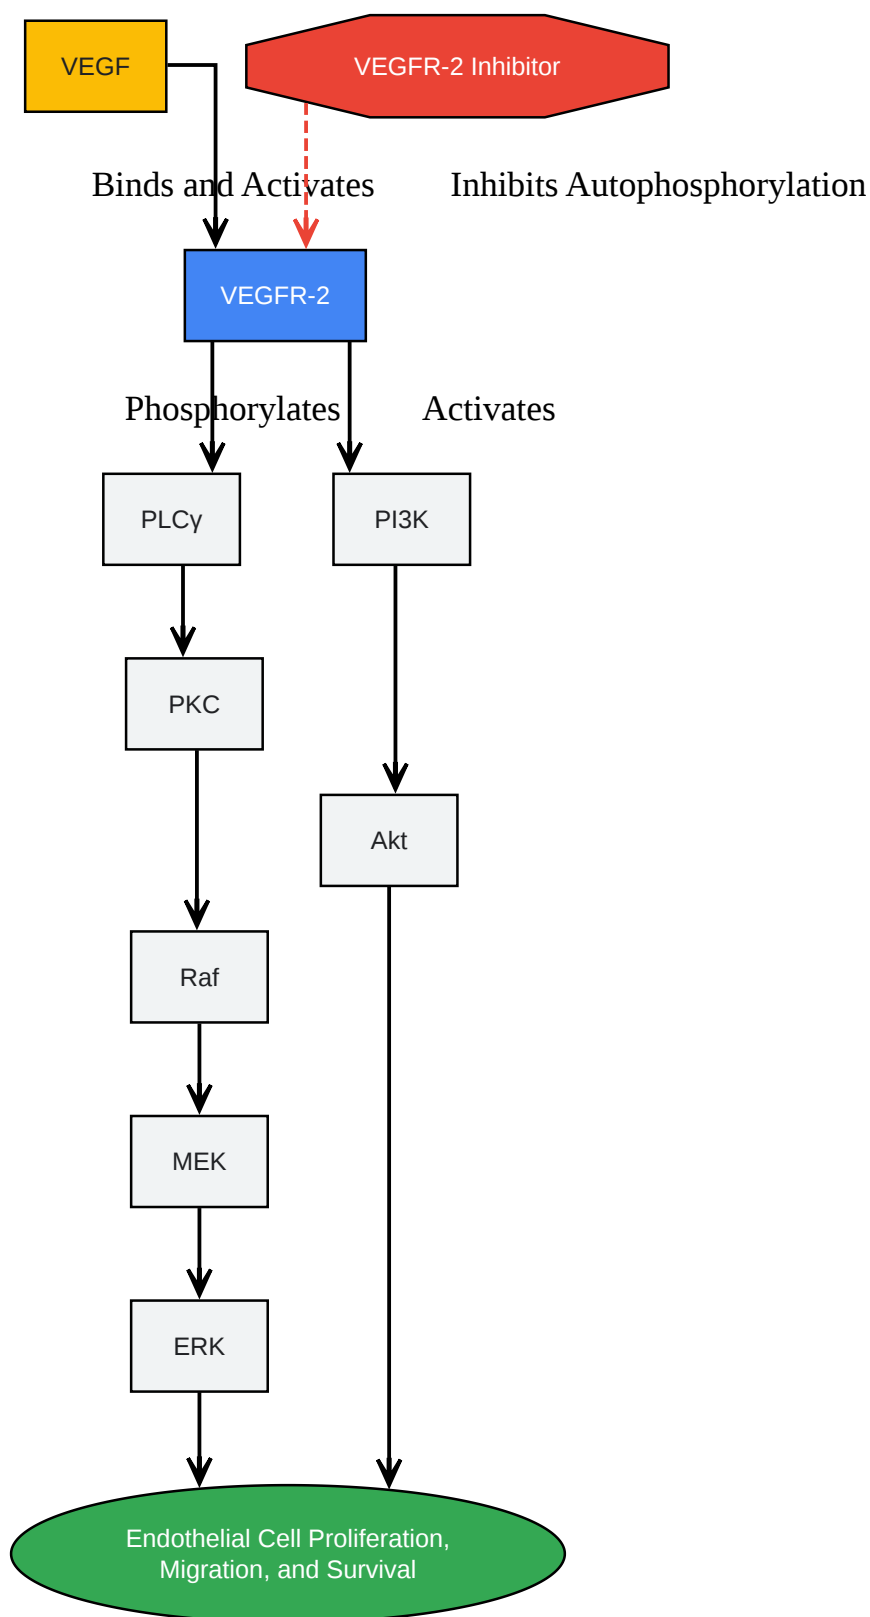 VEGF
VEGFR-2 Inhibitor
Binds and Activates
Inhibits Autophosphorylation
VEGFR-2
Phosphorylates
Activates
PLCγ
PI3K
PKC
Akt
Raf
MEK
ERK
Endothelial Cell Proliferation,
Migration, and Survival